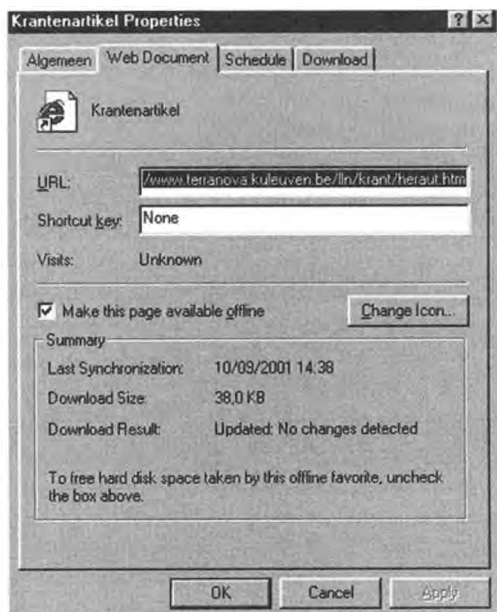 Krantenartikel Properties
Algemeen Web Document Schedule Download
Krantenartikel
URL: /www.terranova.kuleuven.be/lln/krant/heraut.htm
Shortcut key: None
Visits: Unknown
Make this page available offline Change Icon...
Summary
Last Synchronization: 10/09/2001 14:38
Download Size: 38,0 KB
Download Result: Updated: No changes detected
To free hard disk space taken by this offline favorite, uncheck
the box above.
OK Cancel Apply